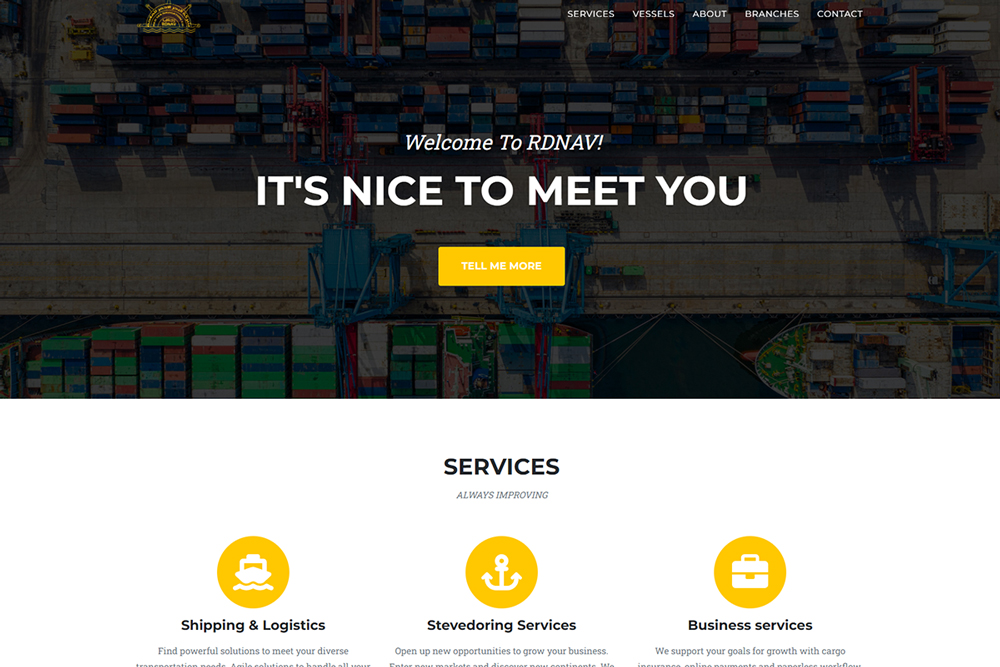 SERVICES VESSELS ABOUT BRANCHES CONTACT
Welcome To RDNAV!
IT'S NICE TO MEET YOU
TELL ME MORE
SERVICES
ALWAYS IMPROVING
Shipping & Logistics
Stevedoring Services
Business services
Find powerful solutions to meet your diverse
transportation needs. Agile solutions to handle all your
Open up new opportunities to grow your business.
Enter new markets and discover new continents. We
We support your goals for growth with cargo
insurance, online payments and paperless workflow